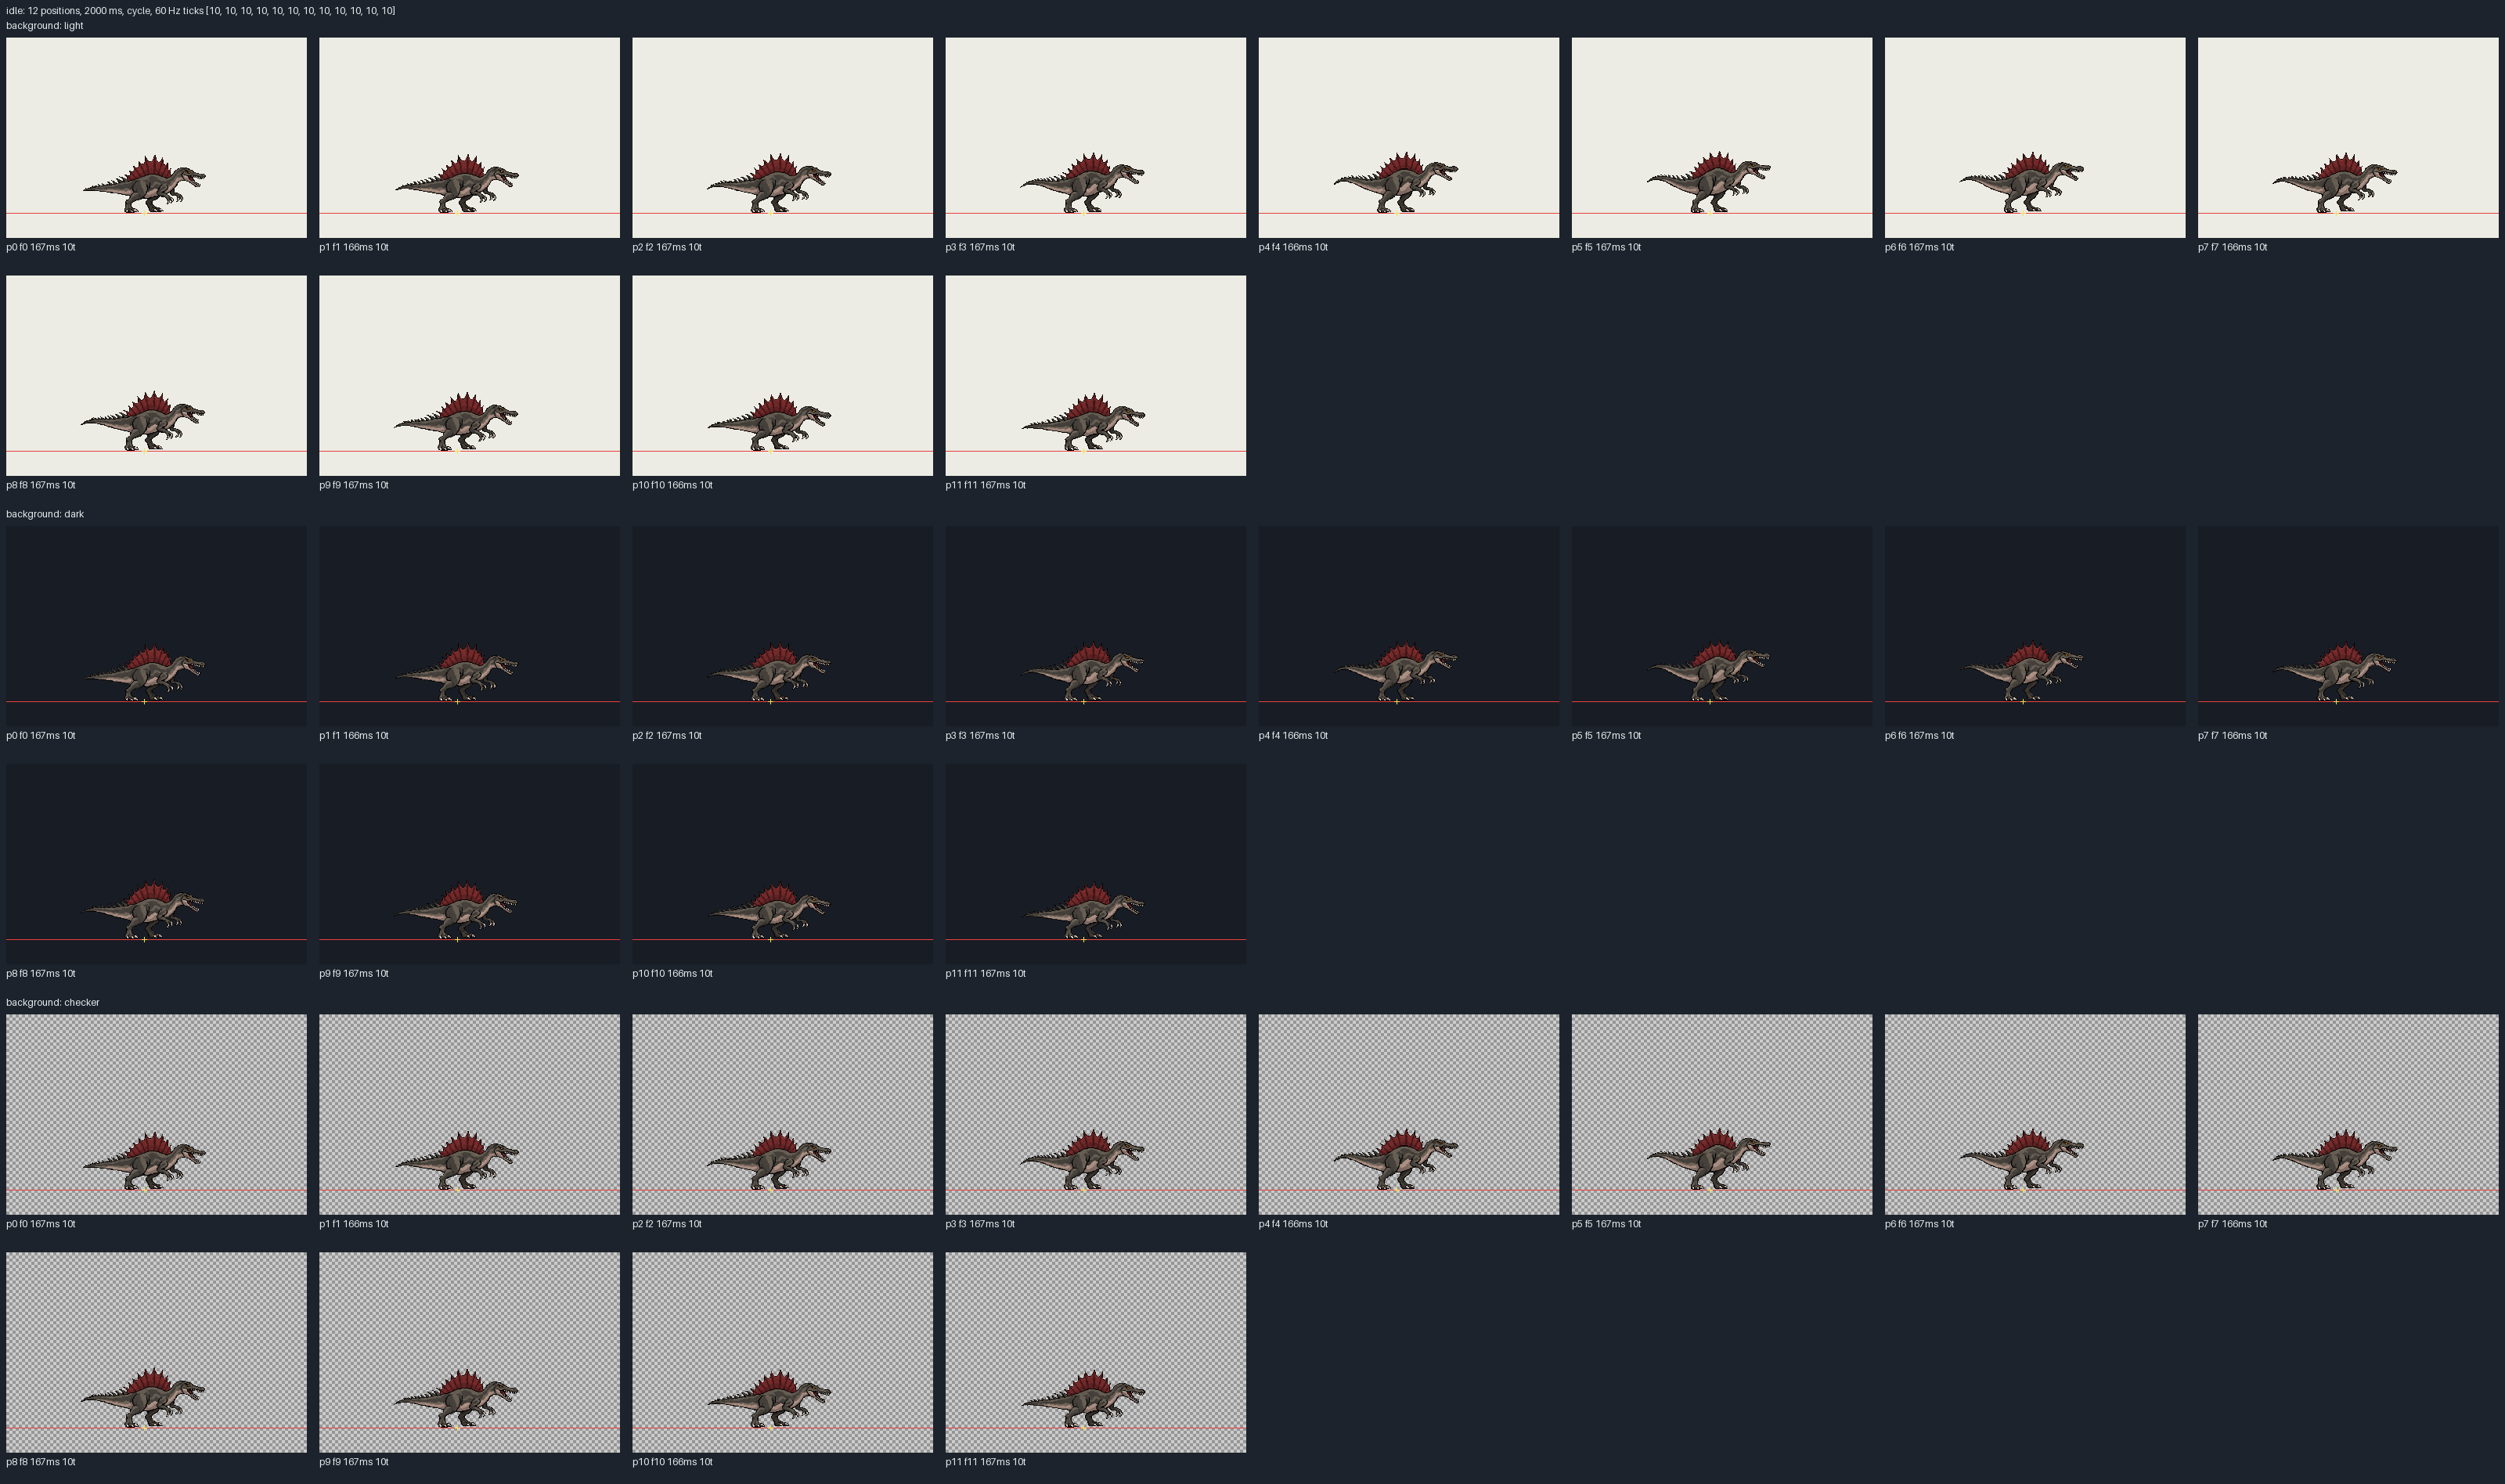 idle: 12 positions, 2000 ms, cycle, 60 Hz ticks [10, 10, 10, 10, 10, 10, 10, 10, 10, 10, 10, 10]
background: light
p0 f0 167ms 10t
p1 f1 166ms 10t
p2 f2 167ms 10t
p3 f3 167ms 10t
p4 f4 166ms 10t
p5 f5 167ms 10t
p6 f6 167ms 10t
p7 f7 166ms 10t
p8 f8 167ms 10t
p9 f9 167ms 10t
p10 f10 166ms 10t
p11 f11 167ms 10t
background: dark
p0 f0 167ms 10t
p1 f1 166ms 10t
p2 f2 167ms 10t
p3 f3 167ms 10t
p4 f4 166ms 10t
p5 f5 167ms 10t
p6 f6 167ms 10t
p7 f7 166ms 10t
p8 f8 167ms 10t
p9 f9 167ms 10t
p10 f10 166ms 10t
p11 f11 167ms 10t
background: checker
p0 f0 167ms 10t
p1 f1 166ms 10t
p2 f2 167ms 10t
p3 f3 167ms 10t
p4 f4 166ms 10t
p5 f5 167ms 10t
p6 f6 167ms 10t
p7 f7 166ms 10t
p8 f8 167ms 10t
p9 f9 167ms 10t
p10 f10 166ms 10t
p11 f11 167ms 10t